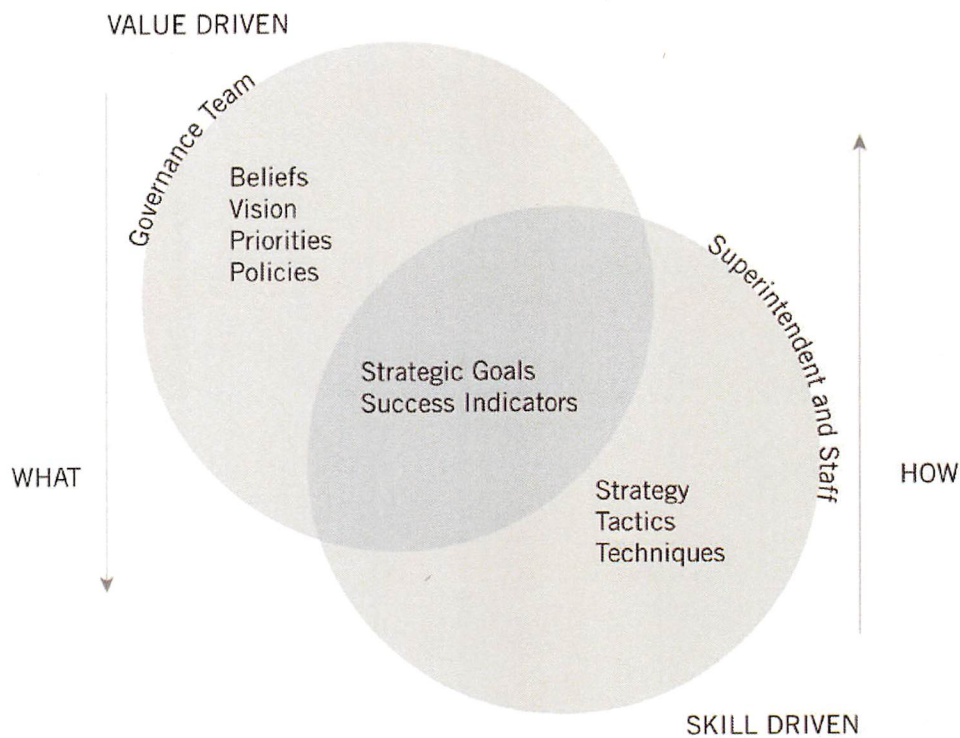 VALUE DRIVEN
Governance Team
Beliefs
Vision
Priorities
Policies
Superintendent and Staff
Strategic Goals
Success Indicators
WHAT
HOW
Strategy
Tactics
Techniques
SKILL DRIVEN